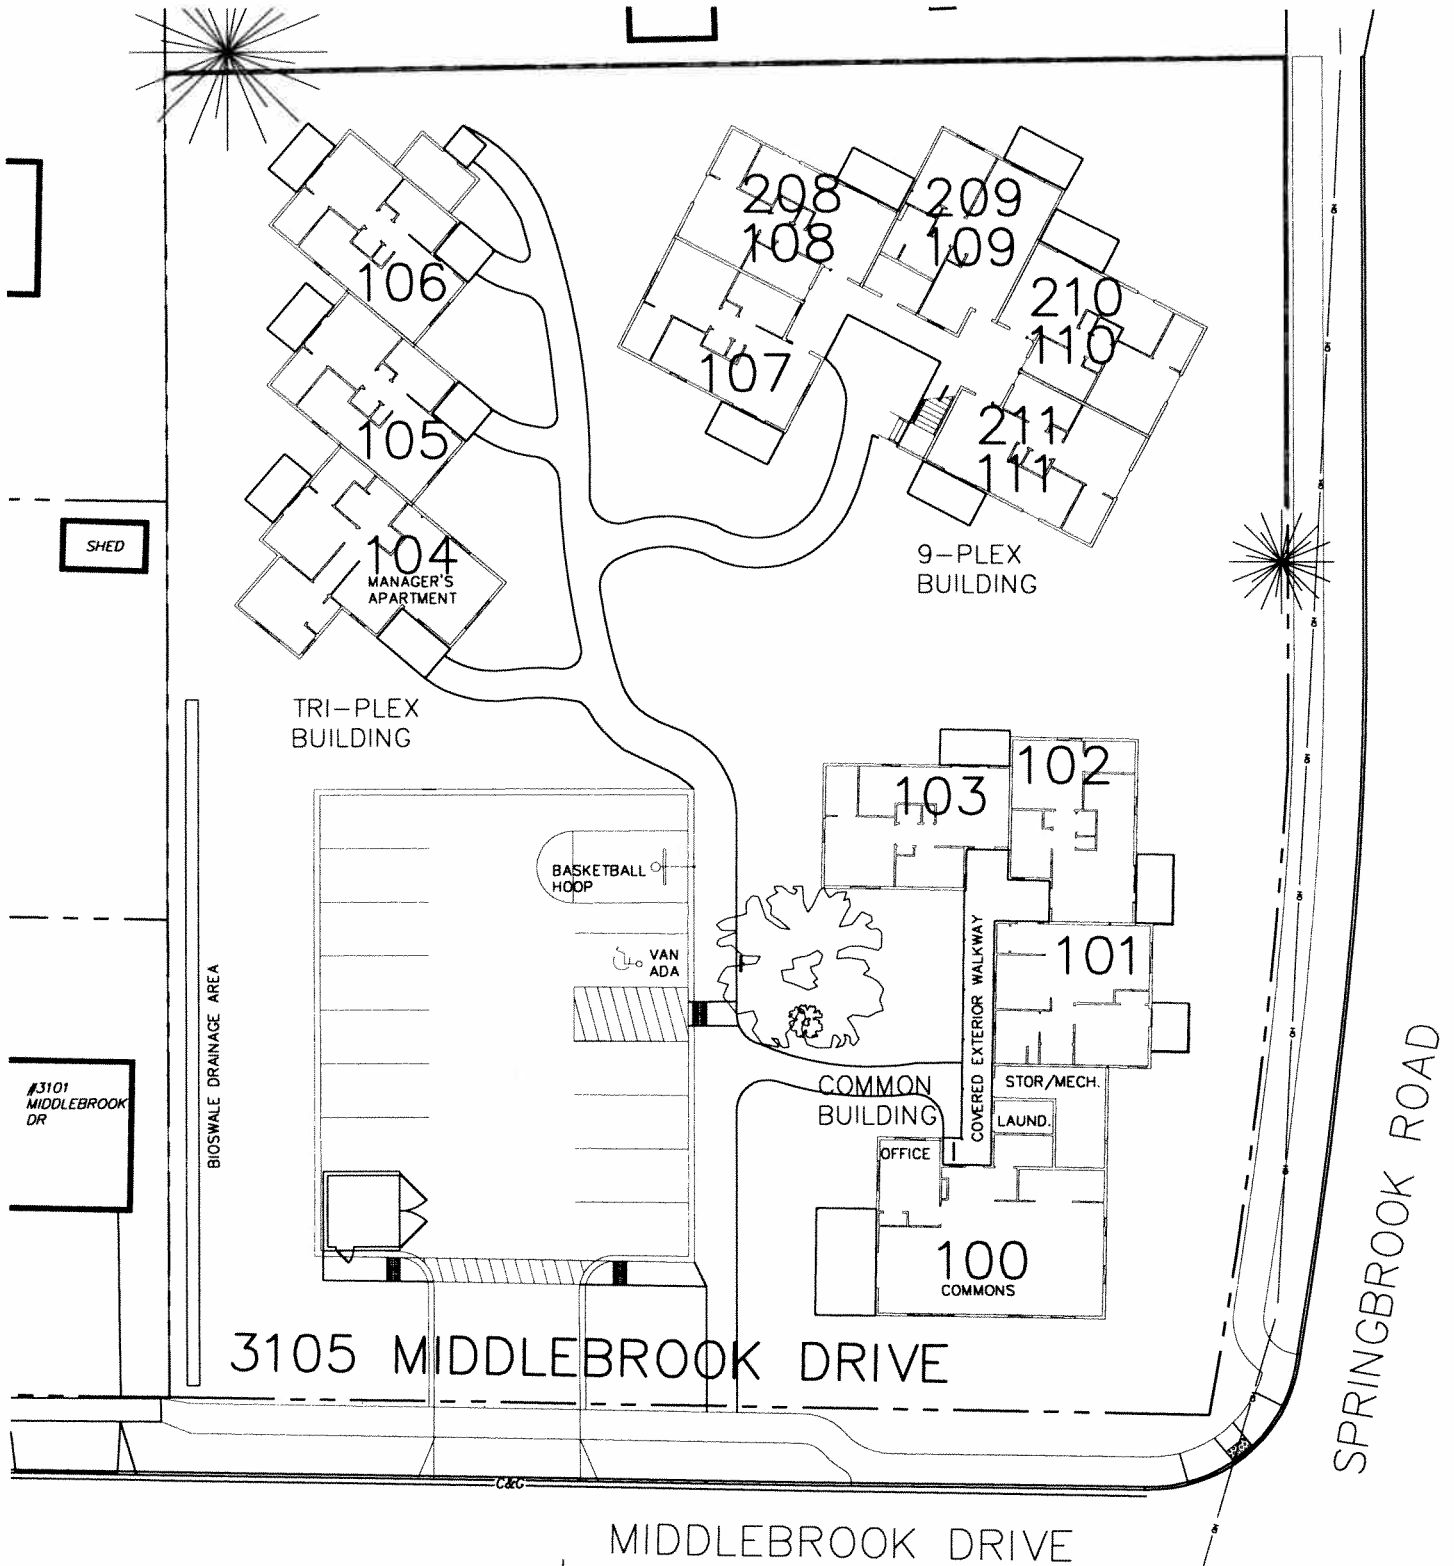 208
108
209
109
106
210
110
107
105
211
111
SHED
104
MANAGER'S
APARTMENT
9-PLEX
BUILDING
TRI-PLEX
BUILDING
102
103
BASKETBALL
HOOP
VAN
ADA
101
COVERED EXTERIOR WALKWAY
BIOSWALE DRAINAGE AREA
#3101
MIDDLEBROOK
DR
COMMON
BUILDING
STOR/MECH.
LAUND.
OFFICE
100
COMMONS
SPRINGBROOK ROAD
3105 MIDDLEBROOK DRIVE
C&G
MIDDLEBROOK DRIVE